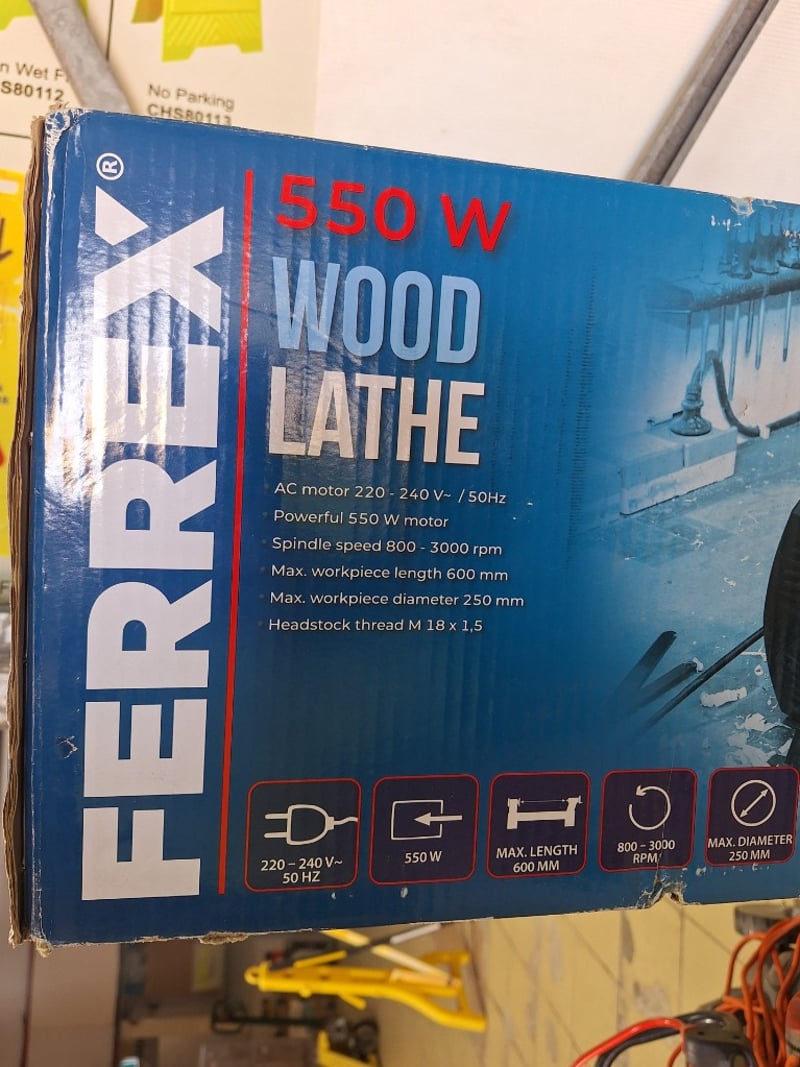 No Parking
CHS80113
S80112
FERREX®
550 W
WOOD
LATHE
AC motor 220 - 240 V~ / 50Hz
Powerful 550 W motor
Spindle speed 800 - 3000 rpm
Max. workpiece length 600 mm
Max. workpiece diameter 250 mm
Headstock thread M 18 x 1,5
220 – 240 V~
50 HZ
550 W
MAX. LENGTH
600 MM
800 – 3000
RPM
MAX. DIAMETER
250 MM